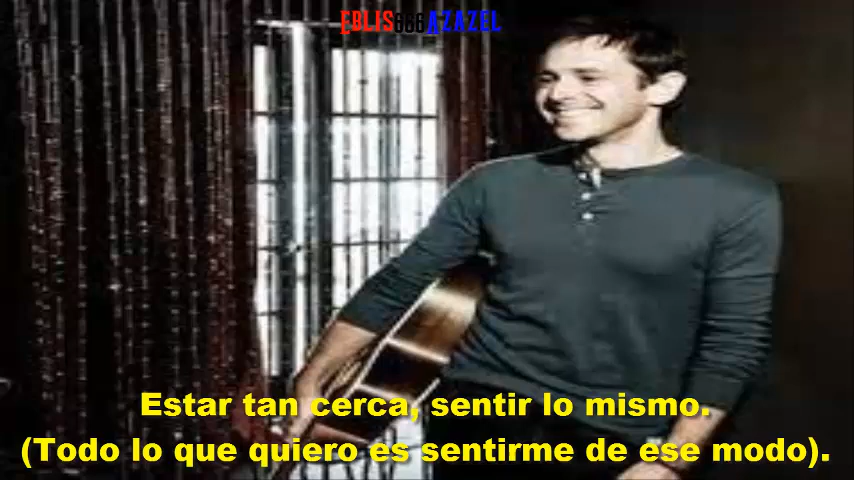 Eblis666Azazel
Estar tan cerca, sentir lo mismo.
(Todo lo que quiero es sentirme de ese modo).